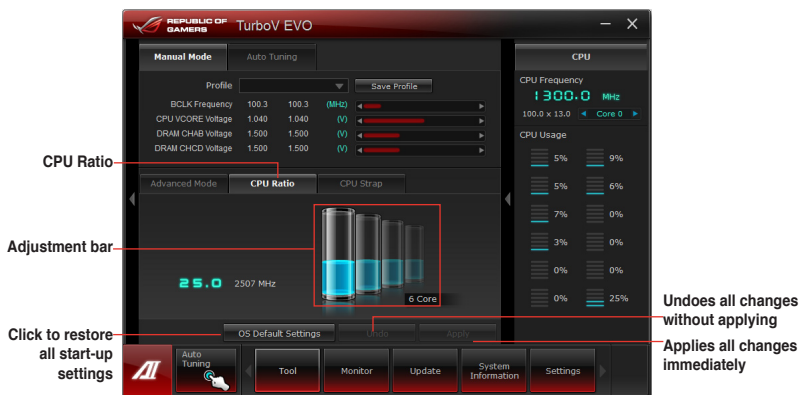 REPUBLIC OF
GAMERS
TurboV EVO
Manual Mode
Auto Tuning
Profile
Save Profile
BCLK Frequency 100.3 100.3 (MHz)
CPU VCORE Voltage 1.040 1.040 (V)
DRAM CHAB Voltage 1.500 1.500 (V)
DRAM CHCD Voltage 1.500 1.500 (V)
CPU Ratio
Advanced Mode
CPU Ratio
CPU Strap
Adjustment bar
25.0 2507 MHz
6 Core
Click to restore
all start-up
settings
OS Default Settings
Undo
Apply
CPU
CPU Frequency
1300.0 MHz
100.0 x 13.0 Core 0
CPU Usage
5% 9%
5% 6%
7% 0%
3% 0%
0% 0%
0% 25%
Undoes all changes
without applying
Applies all changes
immediately
Auto
Tuning
Tool
Monitor
Update
System
Information
Settings